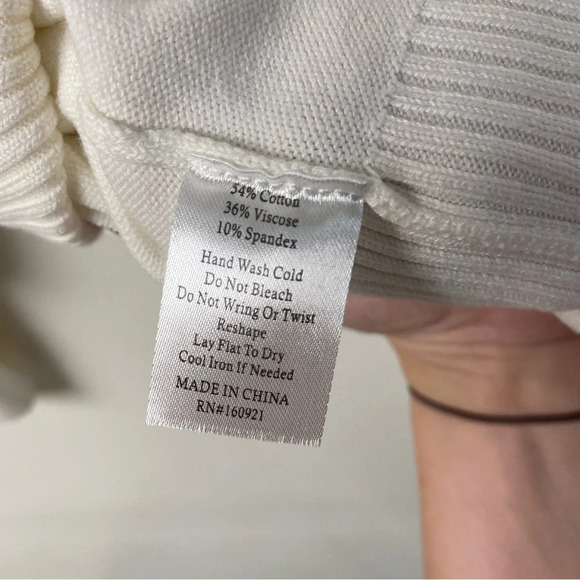 54% Cotton
36% Viscose
10% Spandex
Hand Wash Cold
Do Not Bleach
Do Not Wring Or Twist
Reshape
Lay Flat To Dry
Cool Iron If Needed
MADE IN CHINA
RN#160921